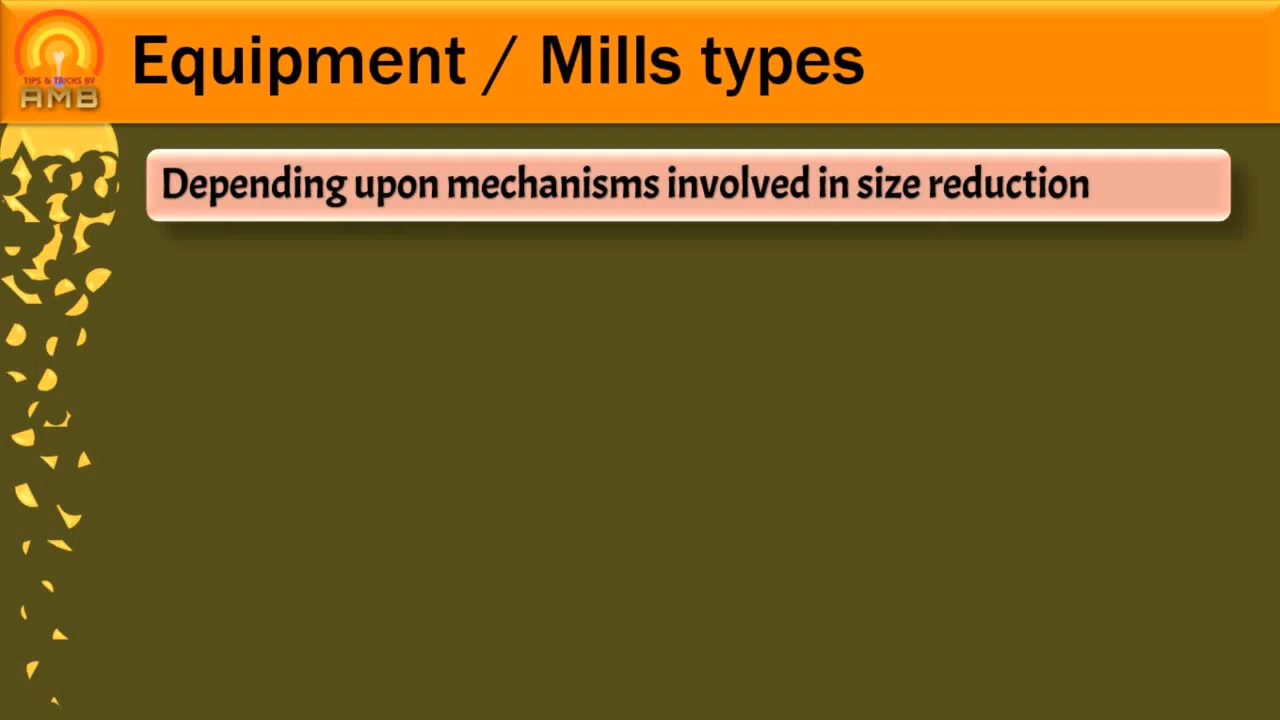 Equipment / Mills types
TIPS & TRICKS BY
AMB
Depending upon mechanisms involved in size reduction